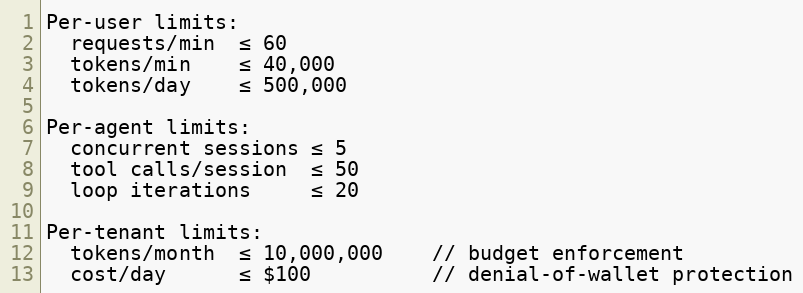 1 Per-user limits:
2   requests/min  ≤ 60
3   tokens/min    ≤ 40,000
4   tokens/day    ≤ 500,000
5
6 Per-agent limits:
7   concurrent sessions ≤ 5
8   tool calls/session  ≤ 50
9   loop iterations     ≤ 20
10
11 Per-tenant limits:
12   tokens/month  ≤ 10,000,000    // budget enforcement
13   cost/day      ≤ $100          // denial-of-wallet protection